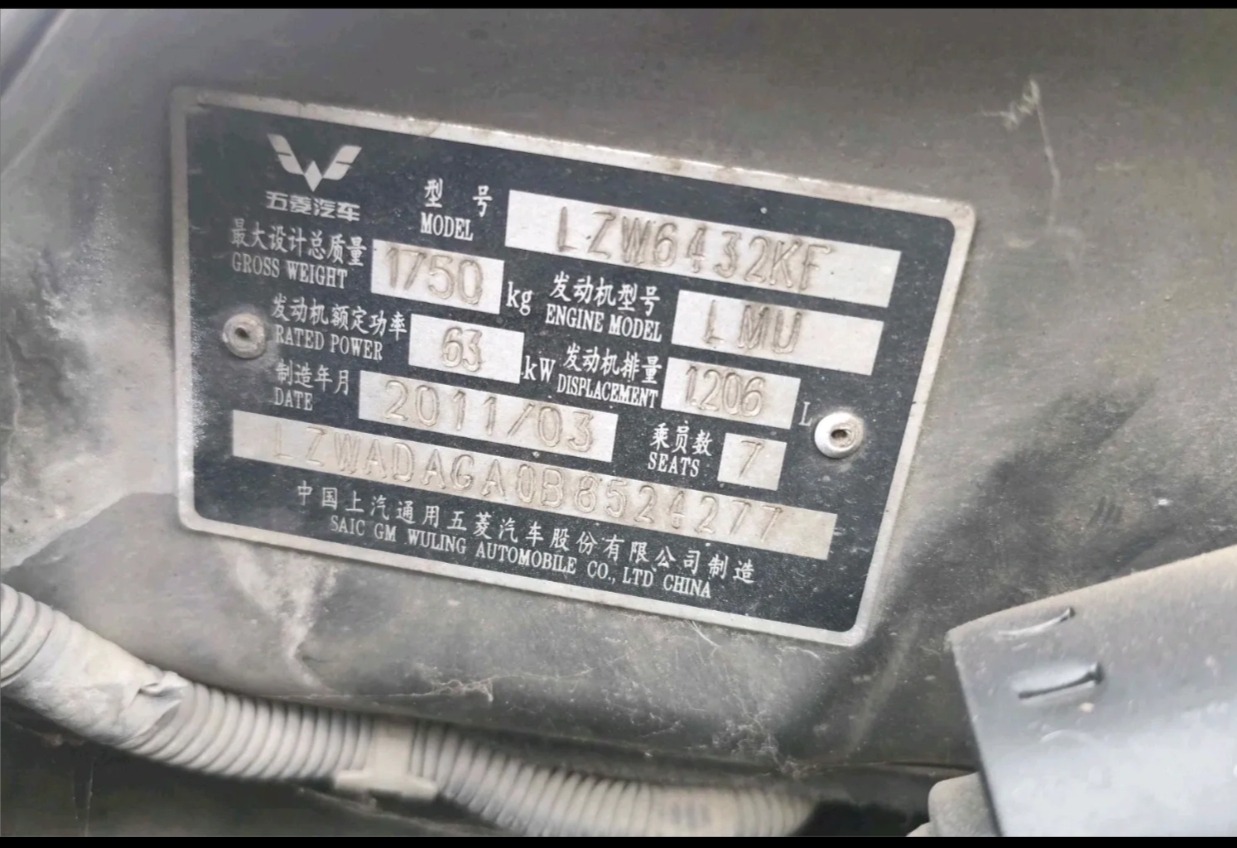 五菱汽车
型号 MODEL LZW6432KF
最大设计总质量 GROSS WEIGHT 1750 kg
发动机型号 ENGINE MODEL LMU
发动机额定功率 RATED POWER 63 kW
发动机排量 DISPLACEMENT 1.206 L
制造年月 DATE 2011/03
乘员数 SEATS 7
LZWADAGA0B8524277
中国上汽通用五菱汽车股份有限公司制造
SAIC GM WULING AUTOMOBILE CO., LTD CHINA